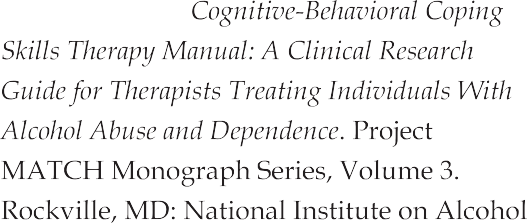 Cognitive-Behavioral Coping
Skills Therapy Manual: A Clinical Research
Guide for Therapists Treating Individuals With
Alcohol Abuse and Dependence. Project
MATCH Monograph Series, Volume 3.
Rockville, MD: National Institute on Alcohol